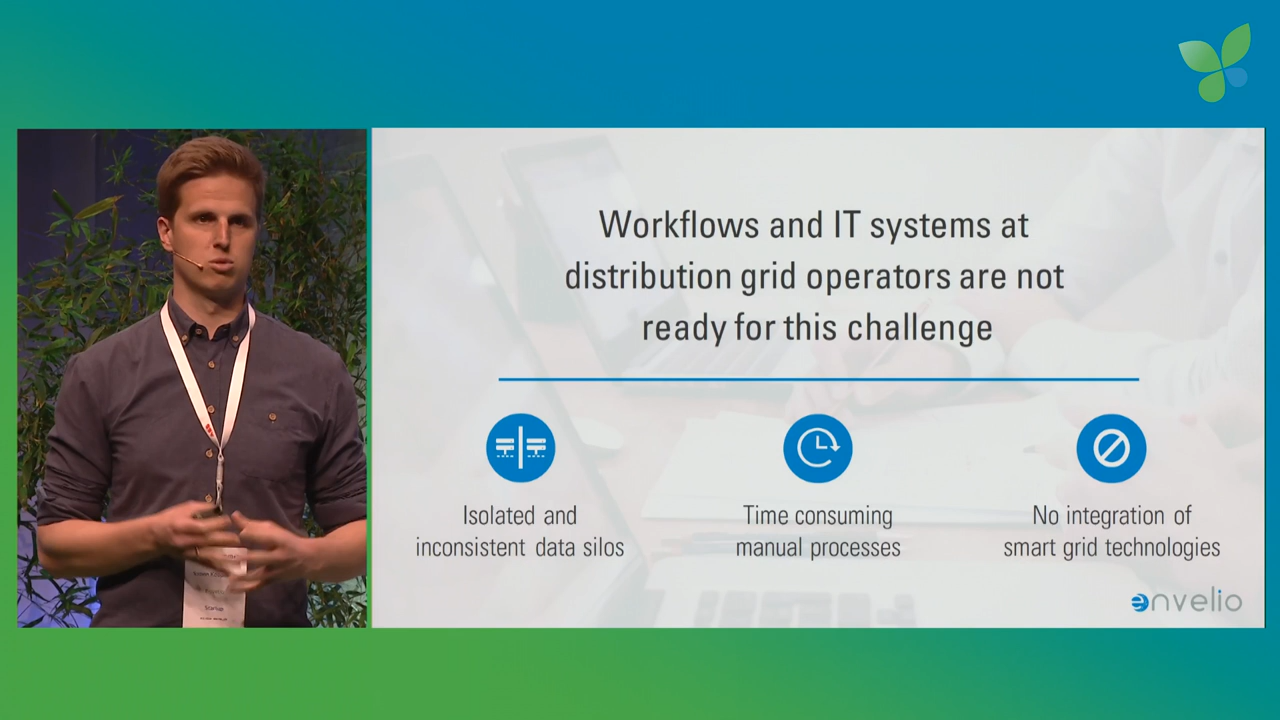 Workflows and IT systems at
distribution grid operators are not
ready for this challenge
Isolated and
inconsistent data silos
Time consuming
manual processes
No integration of
smart grid technologies
envelio
Startup